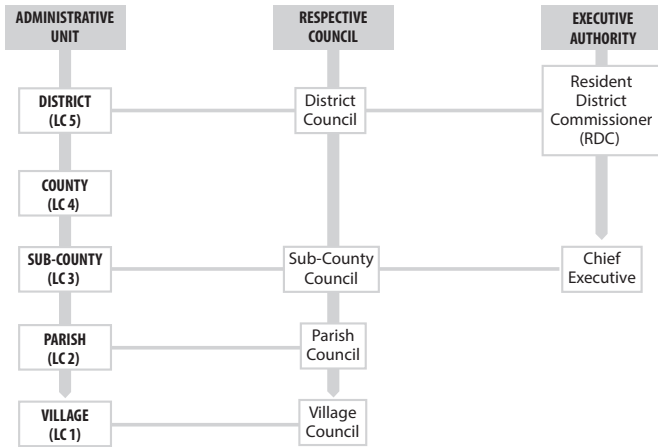 ADMINISTRATIVE
UNIT
RESPECTIVE
COUNCIL
EXECUTIVE
AUTHORITY
DISTRICT
(LC 5)
District
Council
Resident
District
Commissioner
(RDC)
COUNTY
(LC 4)
SUB-COUNTY
(LC 3)
Sub-County
Council
Chief
Executive
PARISH
(LC 2)
Parish
Council
VILLAGE
(LC 1)
Village
Council